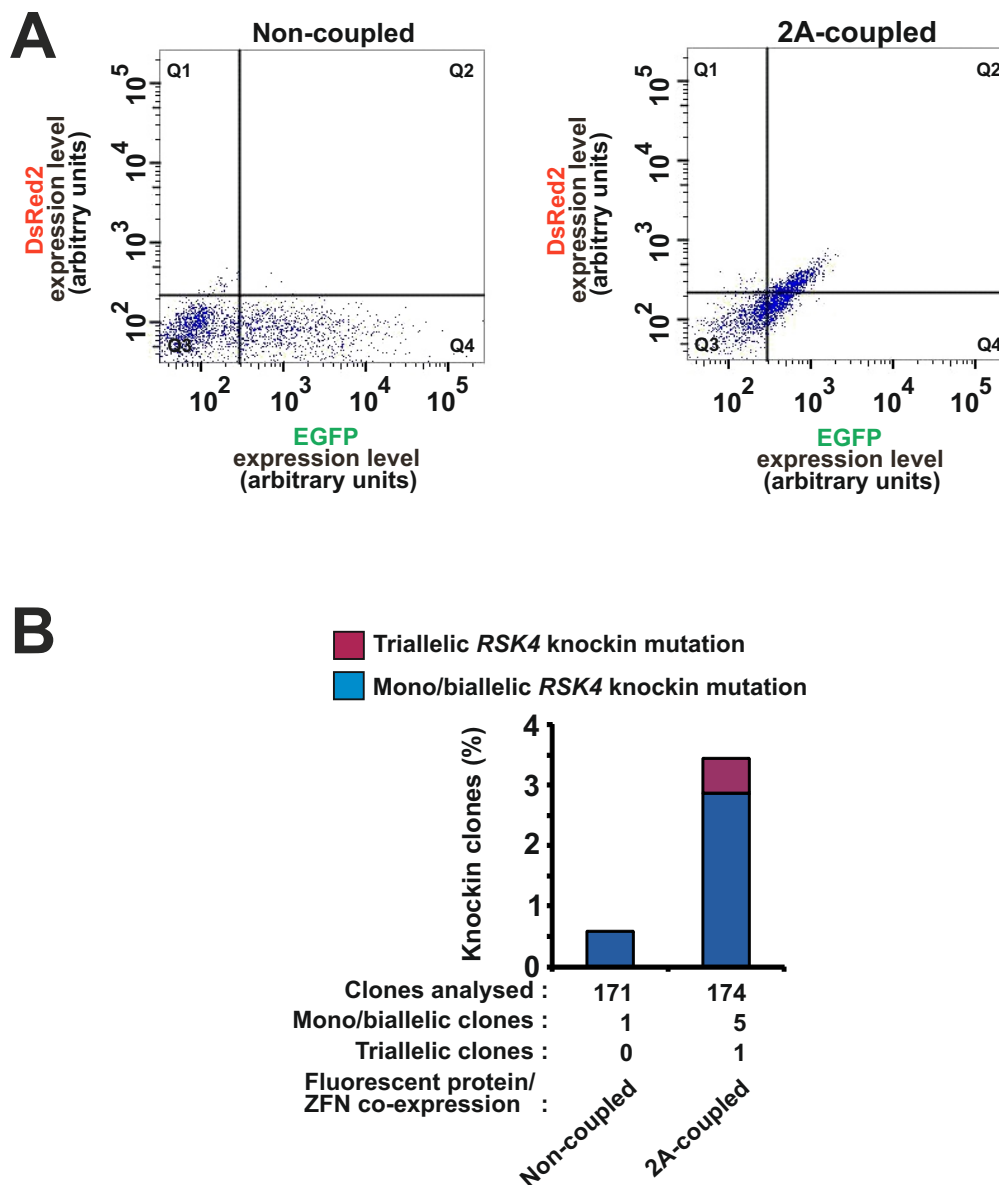 A
Non-coupled
Q1
Q2
Q3
Q4
10^5
10^4
10^3
10^2
DsRed2
expression level
(arbitrry units)
10^2
10^3
10^4
10^5
EGFP
expression level
(arbitrary units)
2A-coupled
Q1
Q2
Q3
Q4
10^5
10^4
10^3
10^2
DsRed2
expression level
(arbitrry units)
10^2
10^3
10^4
10^5
EGFP
expression level
(arbitrary units)
B
Triallelic RSK4 knockin mutation
Mono/biallelic RSK4 knockin mutation
Knockin clones (%)
4
3
2
1
0
Clones analysed : 171 174
Mono/biallelic clones : 1 5
Triallelic clones : 0 1
Fluorescent protein/
ZFN co-expression :
Non-coupled
2A-coupled